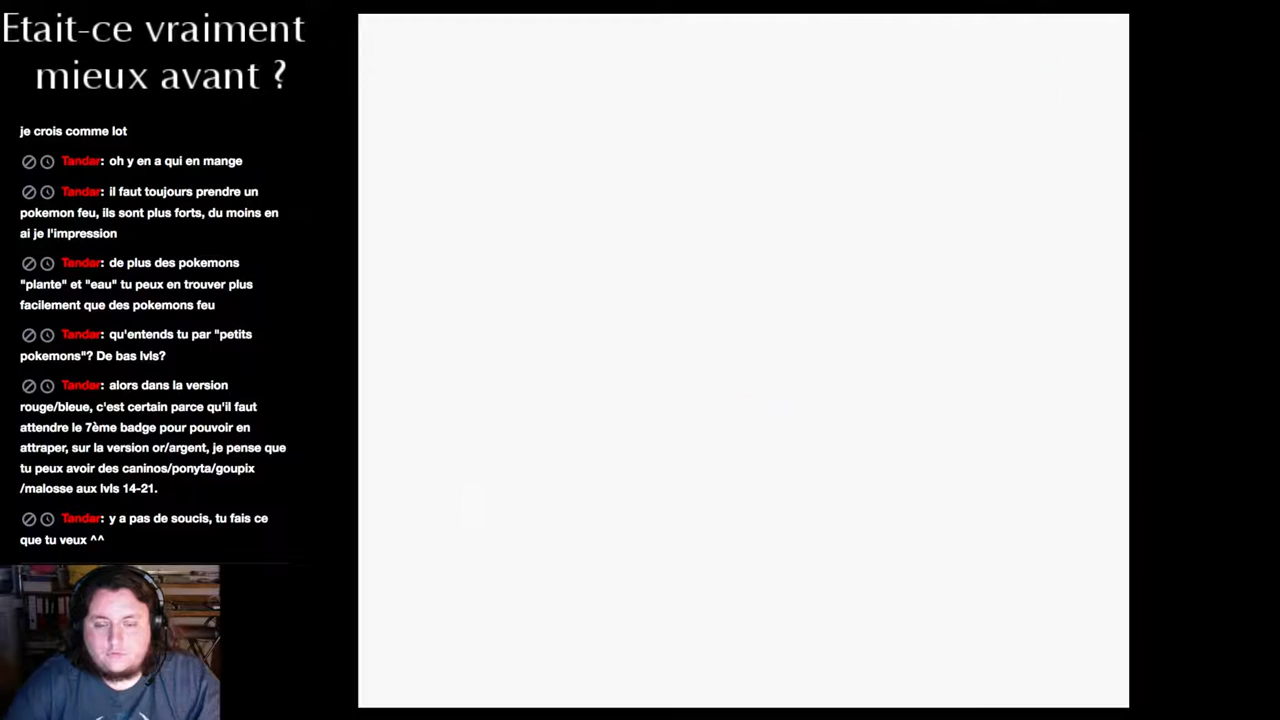 Etait-ce vraiment
mieux avant ?
je crois comme lot
Tandar: oh y en a qui en mange
Tandar: il faut toujours prendre un
pokemon feu, ils sont plus forts, du moins en
ai je l'impression
Tandar: de plus des pokemons
"plante" et "eau" tu peux en trouver plus
facilement que des pokemons feu
Tandar: qu'entends tu par "petits
pokemons"? De bas lvls?
Tandar: alors dans la version
rouge/bleue, c'est certain parce qu'il faut
attendre le 7ème badge pour pouvoir en
attraper, sur la version or/argent, je pense que
tu peux avoir des caninos/ponyta/goupix
/malosse aux lvls 14-21.
Tandar: y a pas de soucis, tu fais ce
que tu veux ^^